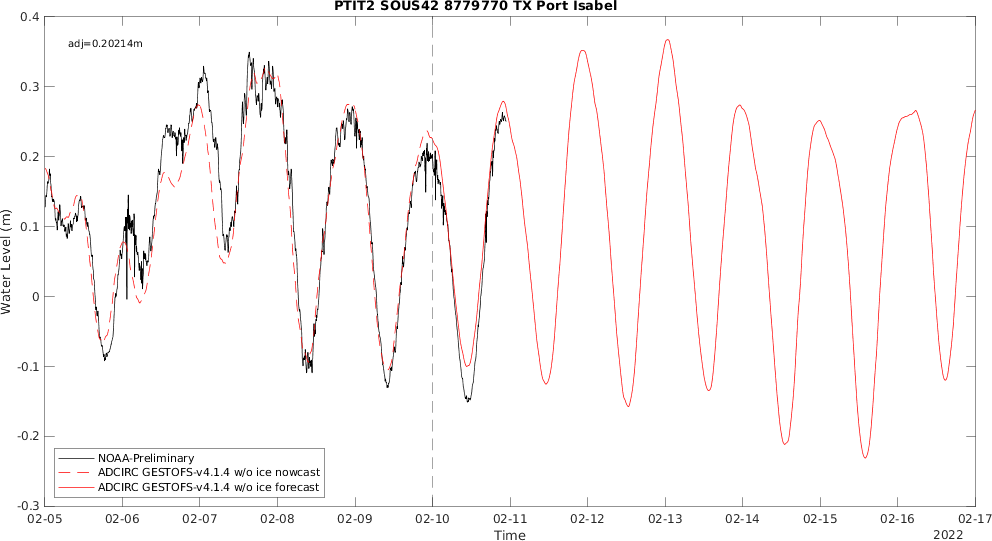 PTIT2 SOUS42 8779770 TX Port Isabel
adj=0.20214m
0.4
0.3
0.2
0.1
0
-0.1
-0.2
-0.3
Water Level (m)
NOAA-Preliminary
ADCIRC GESTOFS-v4.1.4 w/o ice nowcast
ADCIRC GESTOFS-v4.1.4 w/o ice forecast
02-05 02-06 02-07 02-08 02-09 02-10 02-11 02-12 02-13 02-14 02-15 02-16 02-17
Time
2022